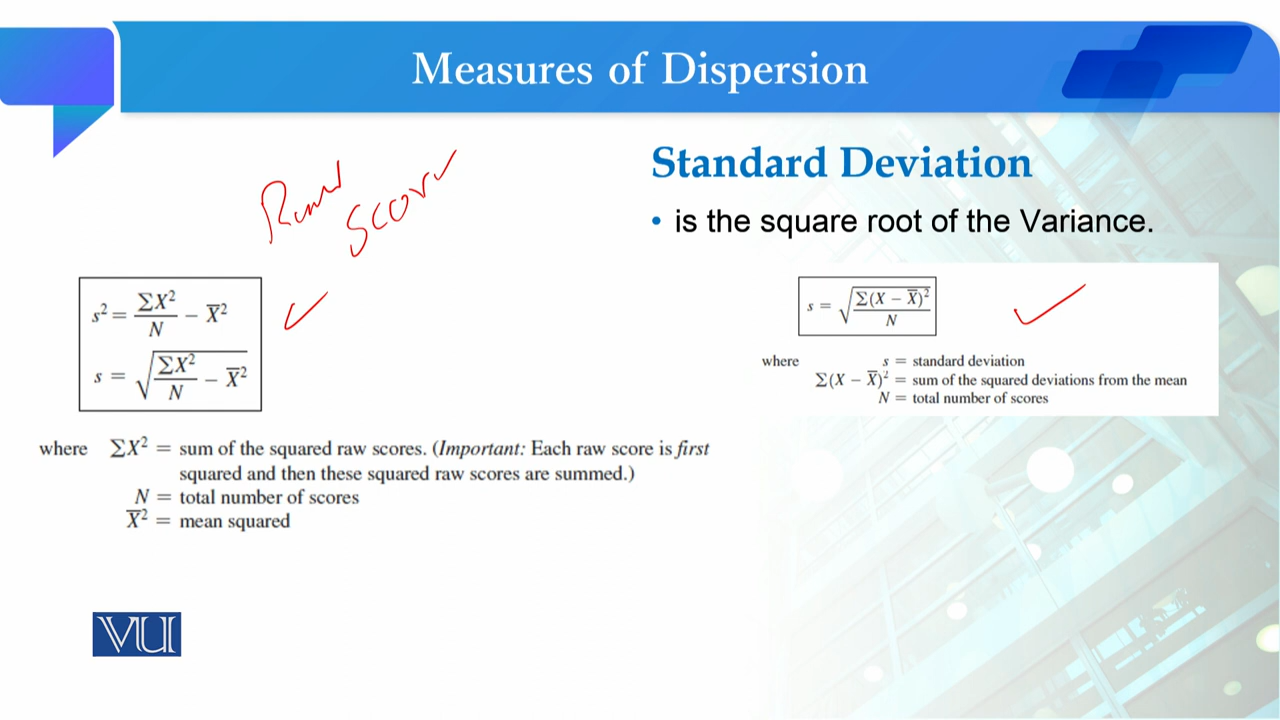 Measures of Dispersion
Standard Deviation
• is the square root of the Variance.
Raw
Score
s² = ΣX²/N − X̄²
s = √(ΣX²/N − X̄²)
where ΣX² = sum of the squared raw scores. (Important: Each raw score is first
squared and then these squared raw scores are summed.)
N = total number of scores
X̄² = mean squared
s = √(Σ(X − X̄)²/N)
where s = standard deviation
Σ(X − X̄)² = sum of the squared deviations from the mean
N = total number of scores
VU